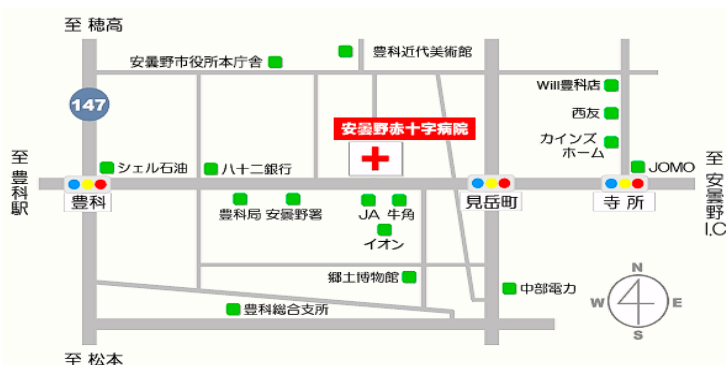 至 穂高
安曇野市役所本庁舎
豊科近代美術館
147
Will豊科店
西友
カインズ
ホーム
安曇野赤十字病院
至 豊科駅
シェル石油
八十二銀行
JOMO
至 安曇野I.C
豊科
見岳町
寺所
豊科局
安曇野署
JA
牛角
イオン
郷土博物館
中部電力
豊科総合支所
N
W
E
S
至 松本